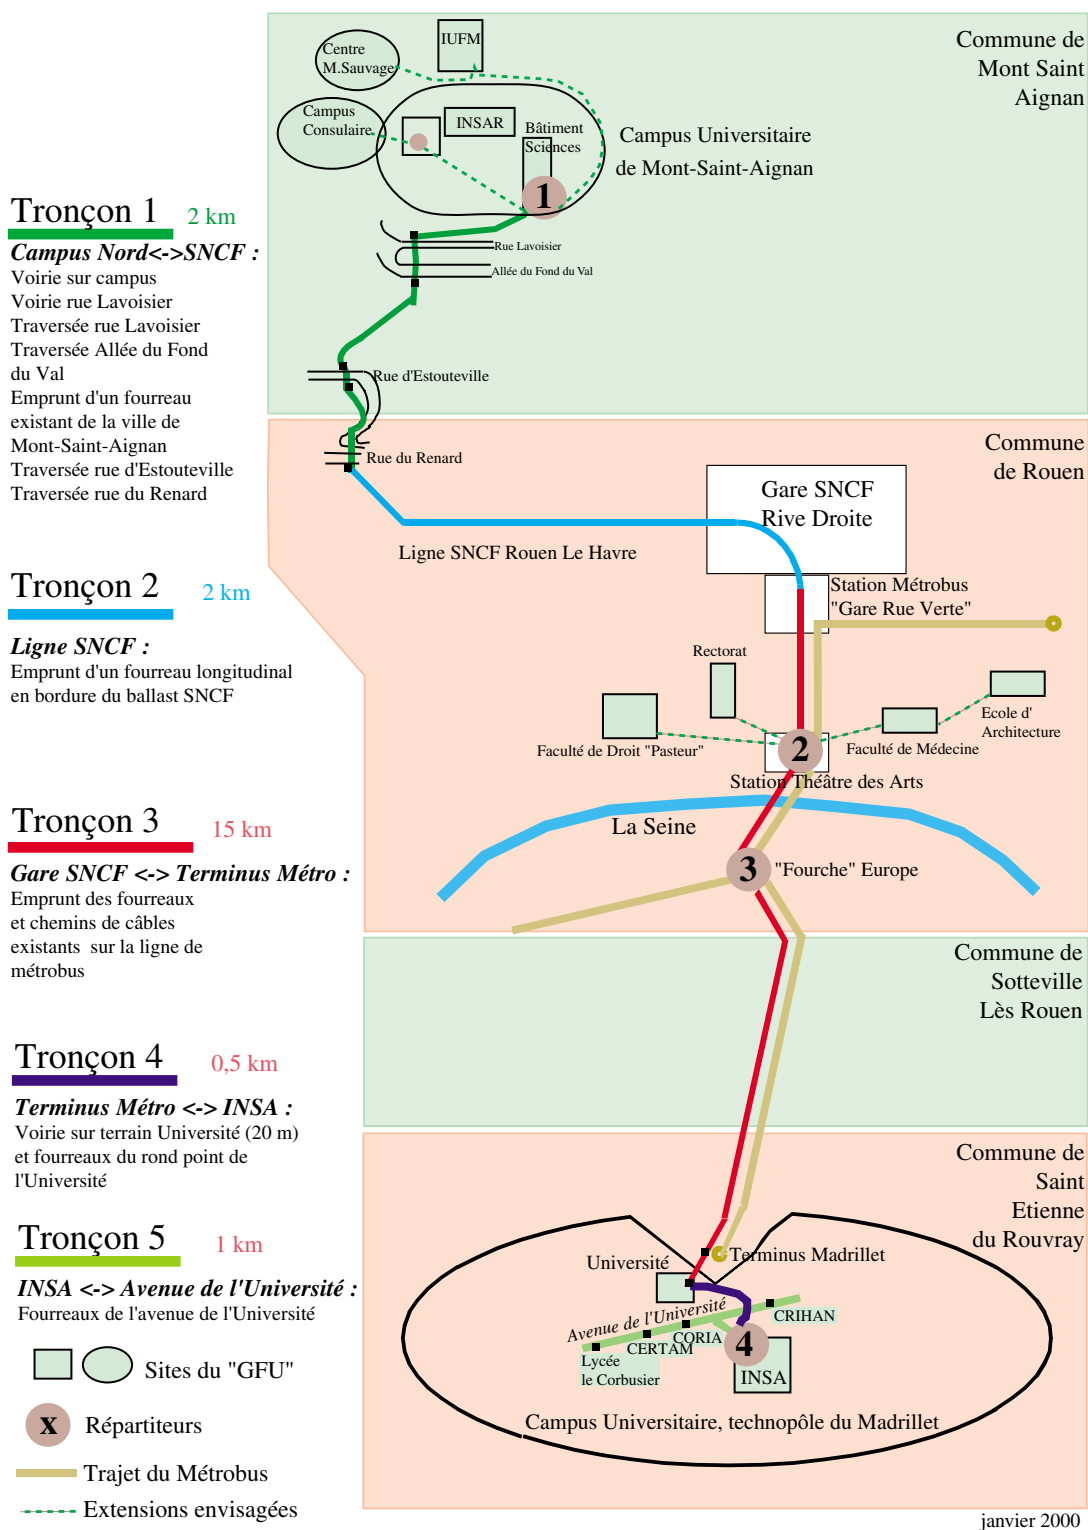 Commune de
Mont Saint
Aignan
Centre
M.Sauvage
IUFM
Campus
Consulaire
INSAR
Bâtiment
Sciences
1
Campus Universitaire
de Mont-Saint-Aignan
Rue Lavoisier
Allée du Fond du Val
Rue d'Estouteville
Rue du Renard
Tronçon 1
2 km
Campus Nord<->SNCF :
Voirie sur campus
Voirie rue Lavoisier
Traversée rue Lavoisier
Traversée Allée du Fond
du Val
Emprunt d'un fourreau
existant de la ville de
Mont-Saint-Aignan
Traversée rue d'Estouteville
Traversée rue du Renard
Commune
de Rouen
Gare SNCF
Rive Droite
Ligne SNCF Rouen Le Havre
Station Métrobus
"Gare Rue Verte"
Rectorat
Faculté de Droit "Pasteur"
2
Faculté de Médecine
Ecole d'
Architecture
Station Théâtre des Arts
La Seine
3
"Fourche" Europe
Tronçon 2
2 km
Ligne SNCF :
Emprunt d'un fourreau longitudinal
en bordure du ballast SNCF
Tronçon 3
15 km
Gare SNCF <-> Terminus Métro :
Emprunt des fourreaux
et chemins de câbles
existants sur la ligne de
métrobus
Commune de
Sotteville
Lès Rouen
Tronçon 4
0,5 km
Terminus Métro <-> INSA :
Voirie sur terrain Université (20 m)
et fourreaux du rond point de
l'Université
Commune de
Saint
Etienne
du Rouvray
Université
Terminus Madrillet
Avenue de l'Université
CRIHAN
CORIA
CERTAM
4
Lycée
le Corbusier
INSA
Campus Universitaire, technopôle du Madrillet
Tronçon 5
1 km
INSA <-> Avenue de l'Université :
Fourreaux de l'avenue de l'Université
Sites du "GFU"
x
Répartiteurs
Trajet du Métrobus
Extensions envisagées
janvier 2000